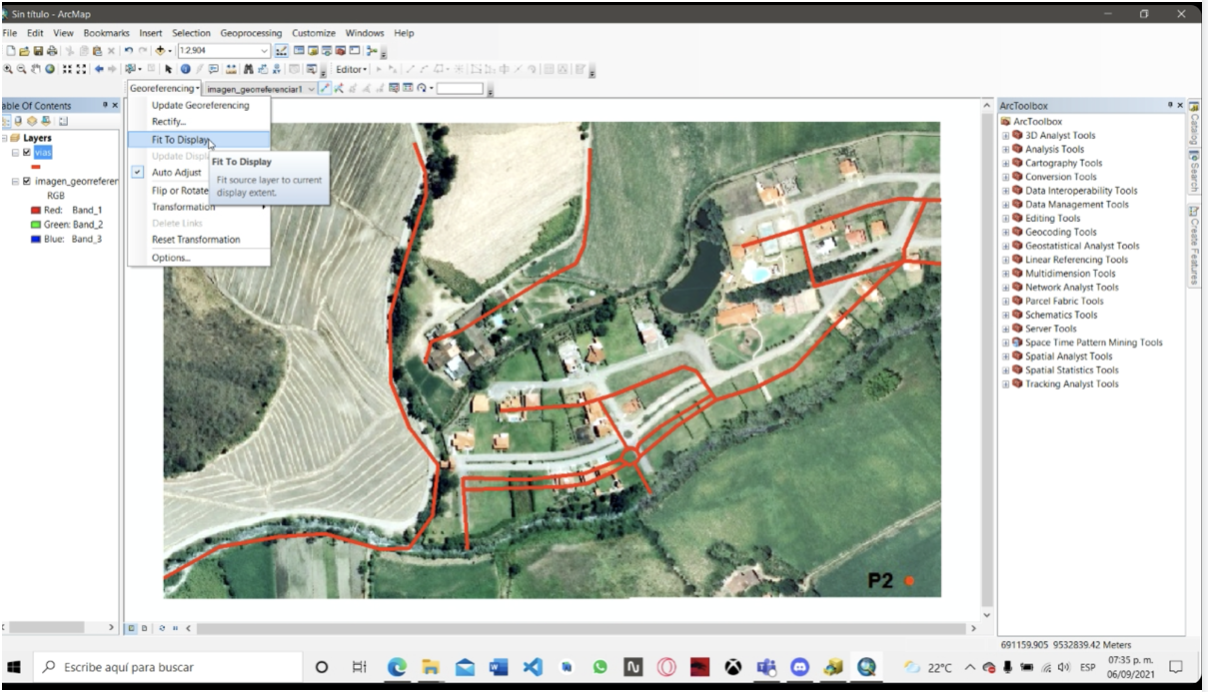 Sin título - ArcMap
File Edit View Bookmarks Insert Selection Geoprocessing Customize Windows Help
1:2,904
Editor
Georeferencing imagen_georreferenciar1
Update Georeferencing
Rectify...
Fit To Display
Update Displ
Auto Adjust
Flip or Rotate
Transformation
Delete Links
Reset Transformation
Options...
Fit To Display
Fit source layer to current
display extent.
able Of Contents
Layers
vias
imagen_georreferen
RGB
Red: Band_1
Green: Band_2
Blue: Band_3
P2
ArcToolbox
ArcToolbox
3D Analyst Tools
Analysis Tools
Cartography Tools
Conversion Tools
Data Interoperability Tools
Data Management Tools
Editing Tools
Geocoding Tools
Geostatistical Analyst Tools
Linear Referencing Tools
Multidimension Tools
Network Analyst Tools
Parcel Fabric Tools
Schematics Tools
Server Tools
Space Time Pattern Mining Tools
Spatial Analyst Tools
Spatial Statistics Tools
Tracking Analyst Tools
Catalog
Search
Create Features
691159.905 9532839.42 Meters
Escribe aquí para buscar
22°C
ESP
07:35 p. m.
06/09/2021